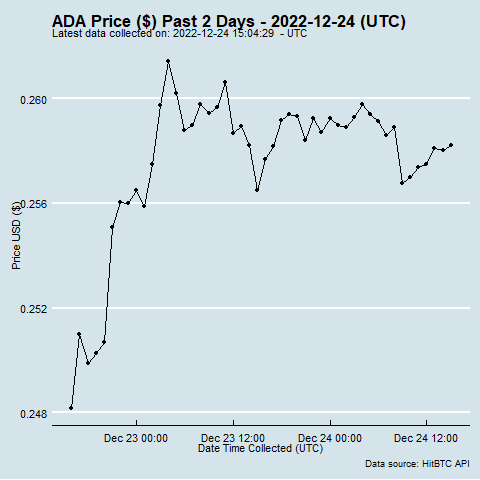 ADA Price ($) Past 2 Days - 2022-12-24 (UTC)
Latest data collected on: 2022-12-24 15:04:29 - UTC
0.260
0.256
0.252
0.248
Price USD ($)
Dec 23 00:00 Dec 23 12:00 Dec 24 00:00 Dec 24 12:00
Date Time Collected (UTC)
Data source: HitBTC API